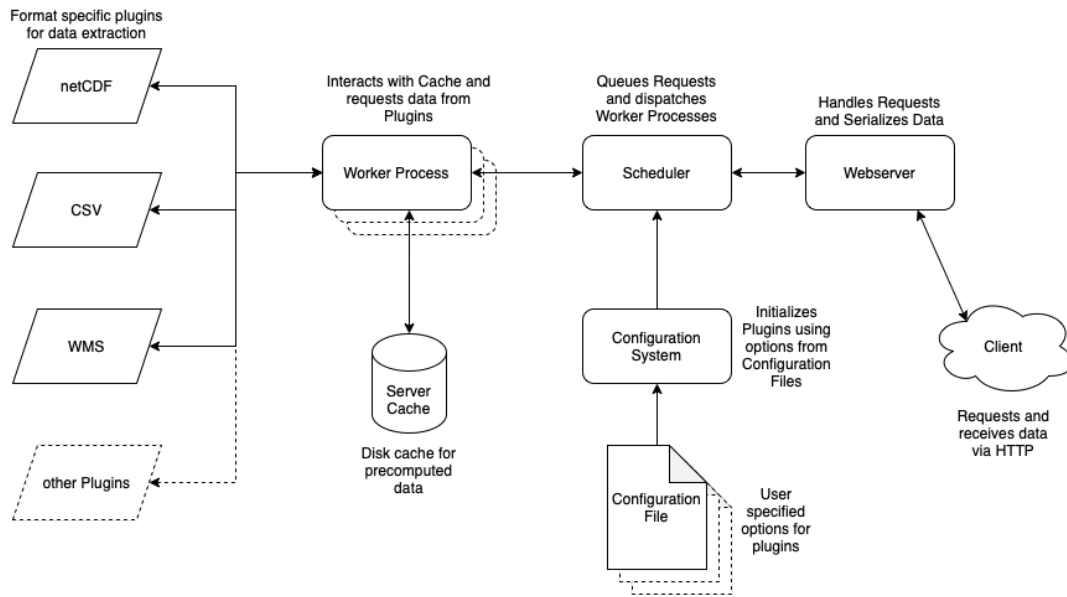 Format specific plugins
for data extraction
netCDF
CSV
WMS
other Plugins
Interacts with Cache and
requests data from
Plugins
Worker Process
Server
Cache
Disk cache for
precomputed
data
Queues Requests
and dispatches
Worker Processes
Scheduler
Configuration
System
Initializes
Plugins using
options from
Configuration
Files
Configuration
File
User
specified
options for
plugins
Handles Requests
and Serializes Data
Webserver
Client
Requests and
receives data
via HTTP